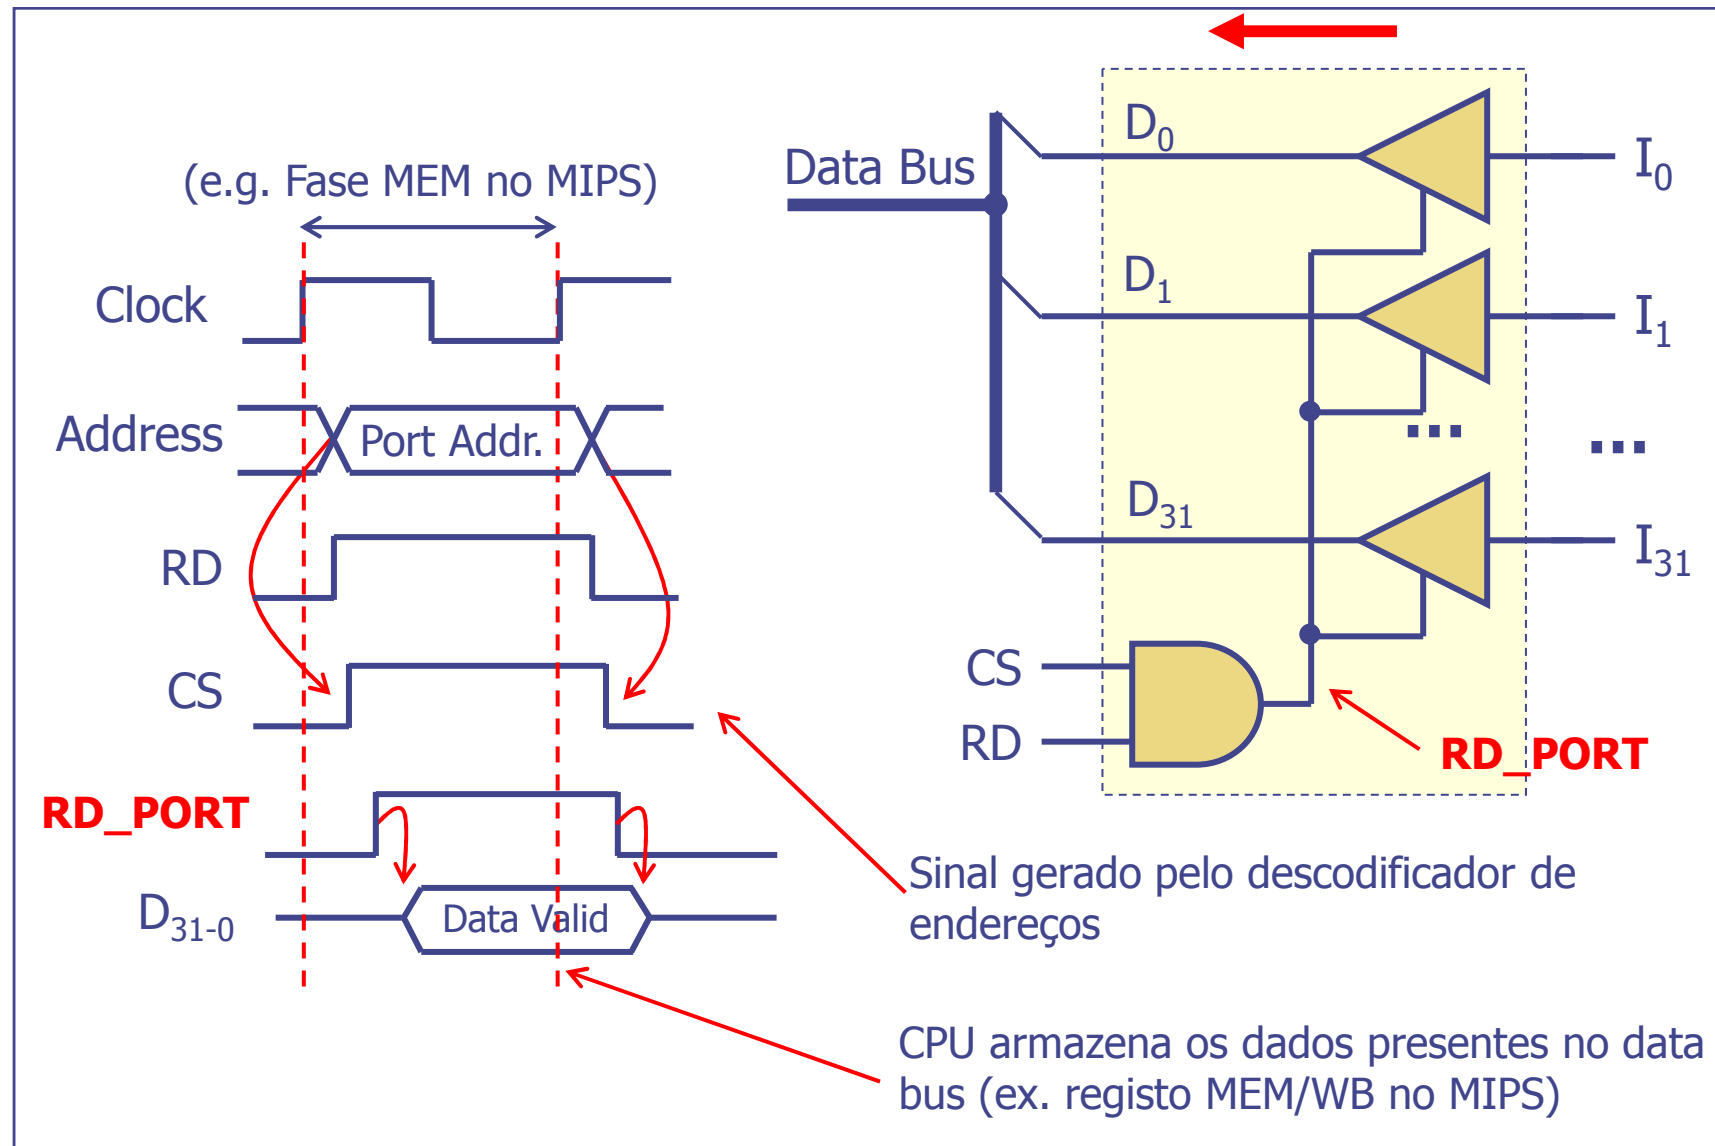 (e.g. Fase MEM no MIPS)
Clock
Address
Port Addr.
RD
CS
RD_PORT
D31-0
Data Valid
Data Bus
D0
I0
D1
I1
...
...
D31
I31
CS
RD
RD_PORT
Sinal gerado pelo descodificador de
endereços
CPU armazena os dados presentes no data
bus (ex. registo MEM/WB no MIPS)